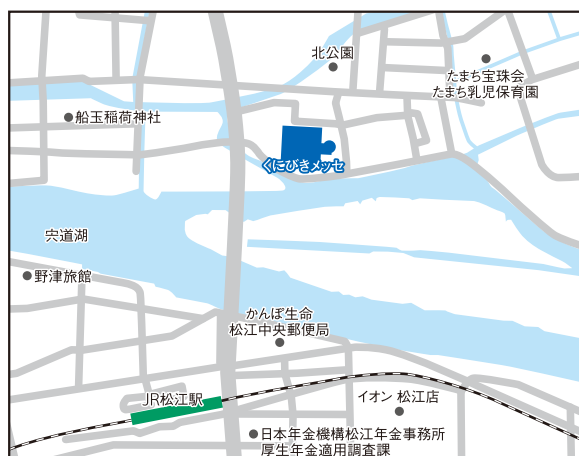 北公園
たまち宝珠会
たまち乳児保育園
船玉稲荷神社
くにびきメッセ
宍道湖
野津旅館
かんぽ生命
松江中央郵便局
JR松江駅
イオン 松江店
日本年金機構松江年金事務所
厚生年金適用調査課